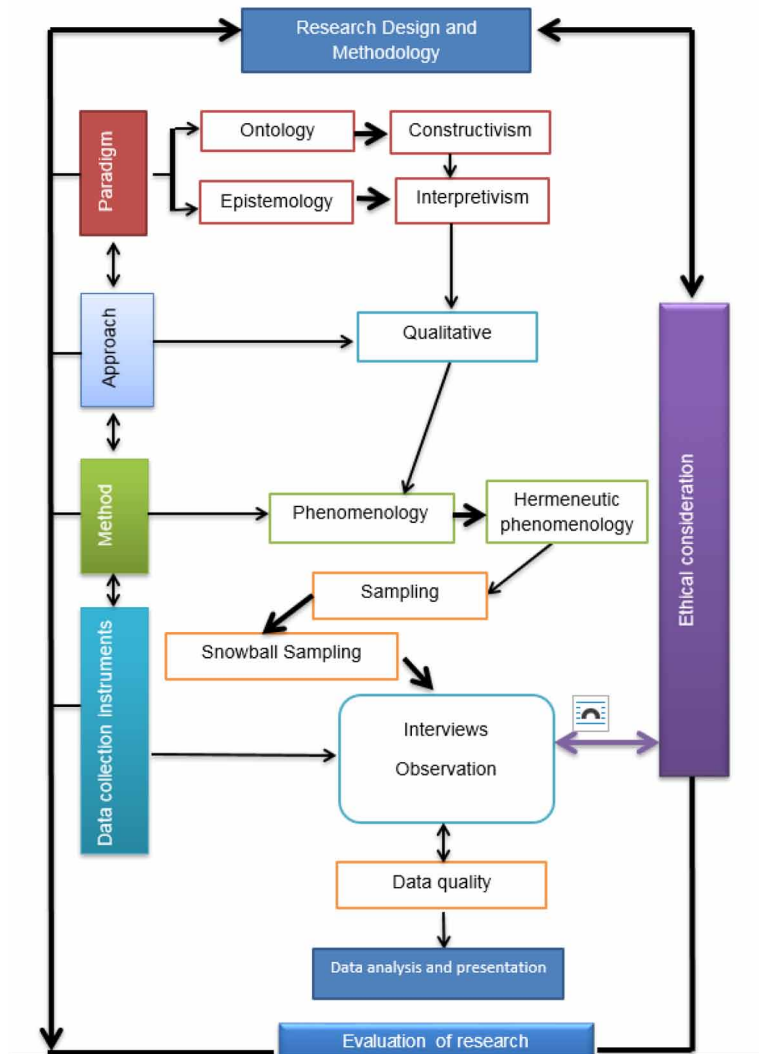 Research Design and
Methodology
Paradigm
Ontology
Constructivism
Epistemology
Interpretivism
Approach
Qualitative
Method
Phenomenology
Hermeneutic
phenomenology
Ethical consideration
Sampling
Snowball Sampling
Data collection instruments
Interviews
Observation
Data quality
Data analysis and presentation
Evaluation of research